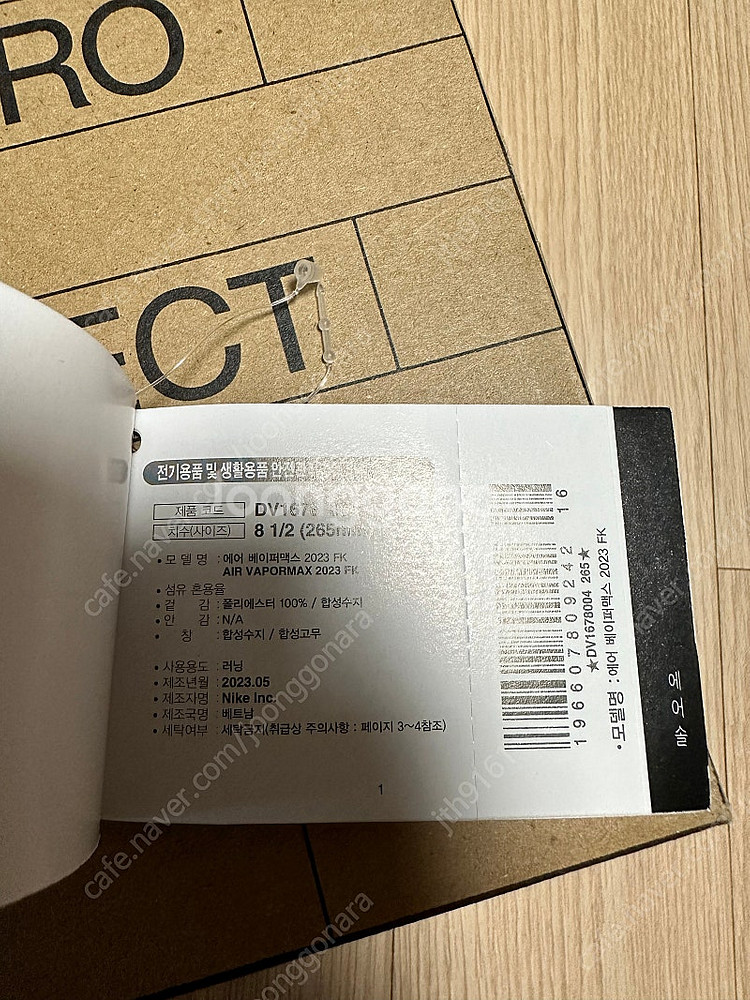 RO
ECT
전기용품 및 생활용품 안전
제품 코드 DV1678
치수(사이즈) 8 1/2 (265m
• 모 델 명 : 에어 베이퍼맥스 2023 FK
AIR VAPORMAX 2023 FK
• 섬유 혼용율
• 겉 감 : 폴리에스터 100% / 합성수지
• 안 감 : N/A
• 창 : 합성수지 / 합성고무
• 사용용도 : 러닝
• 제조년월 : 2023.05
• 제조자명 : Nike Inc.
• 제조국명 : 베트남
• 세탁여부 : 세탁금지(취급상 주의사항 : 페이지 3~4참조)
1
16
196607809242
★DV1678004 265★
• 모델명 : 에어 베이퍼맥스 2023 FK
에어솔
cafe.naver.com/joonggonara
jih916